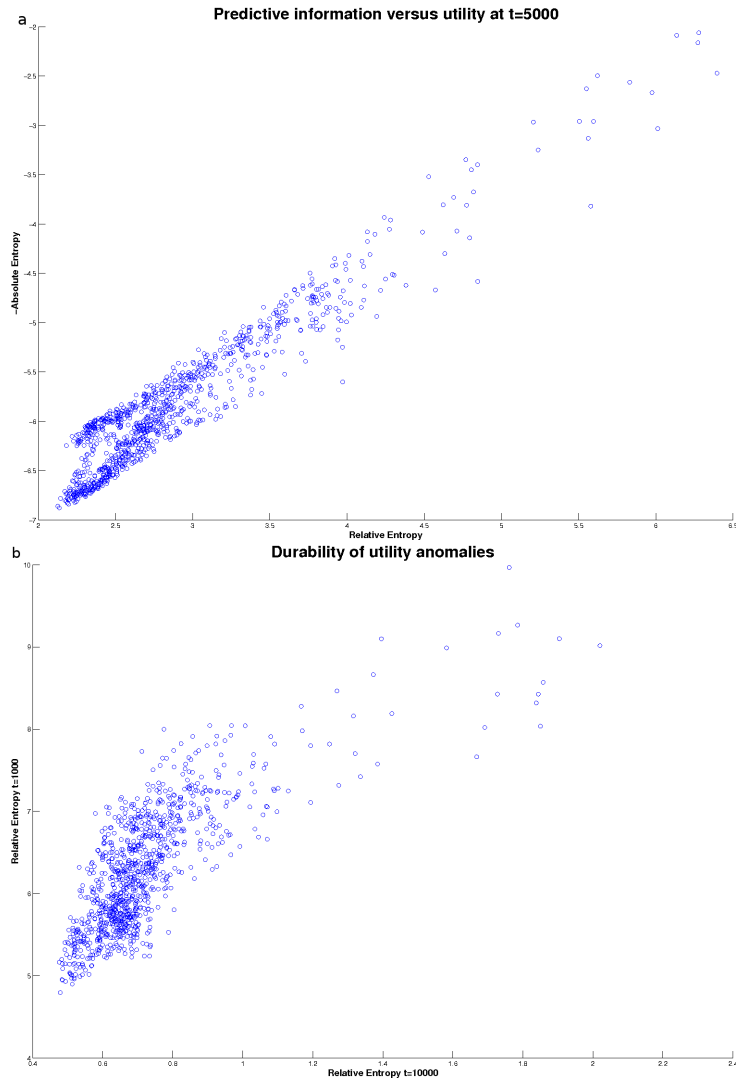 a
Predictive information versus utility at t=5000
−2
−2.5
−3
−3.5
−4
−4.5
−5
−5.5
−6
−6.5
−7
−Absolute Entropy
2 2.5 3 3.5 4 4.5 5 5.5 6 6.5
Relative Entropy
b
Durability of utility anomalies
10
9
8
7
6
5
4
Relative Entropy t=1000
0.4 0.6 0.8 1 1.2 1.4 1.6 1.8 2 2.2 2.4
Relative Entropy t=10000